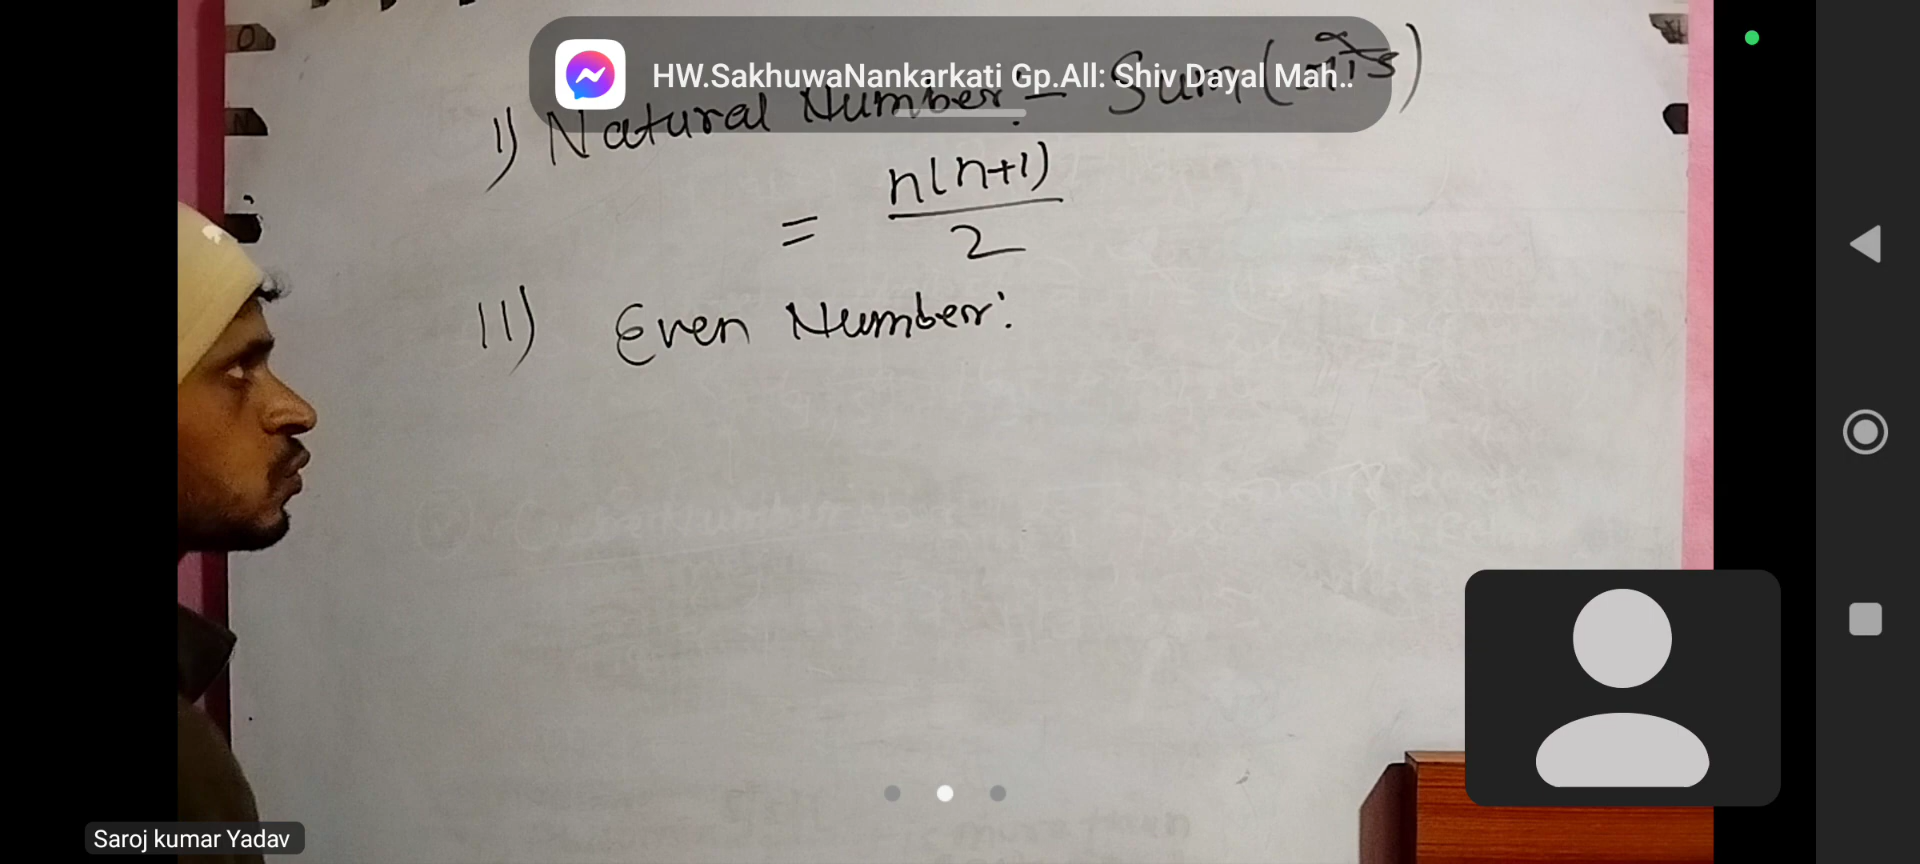 HW.SakhuwaNankarkati Gp.All: Shiv Dayal Mah..
1) Natural Number :- Sum (
= n(n+1)
2
11) Even Number:
Saroj kumar Yadav